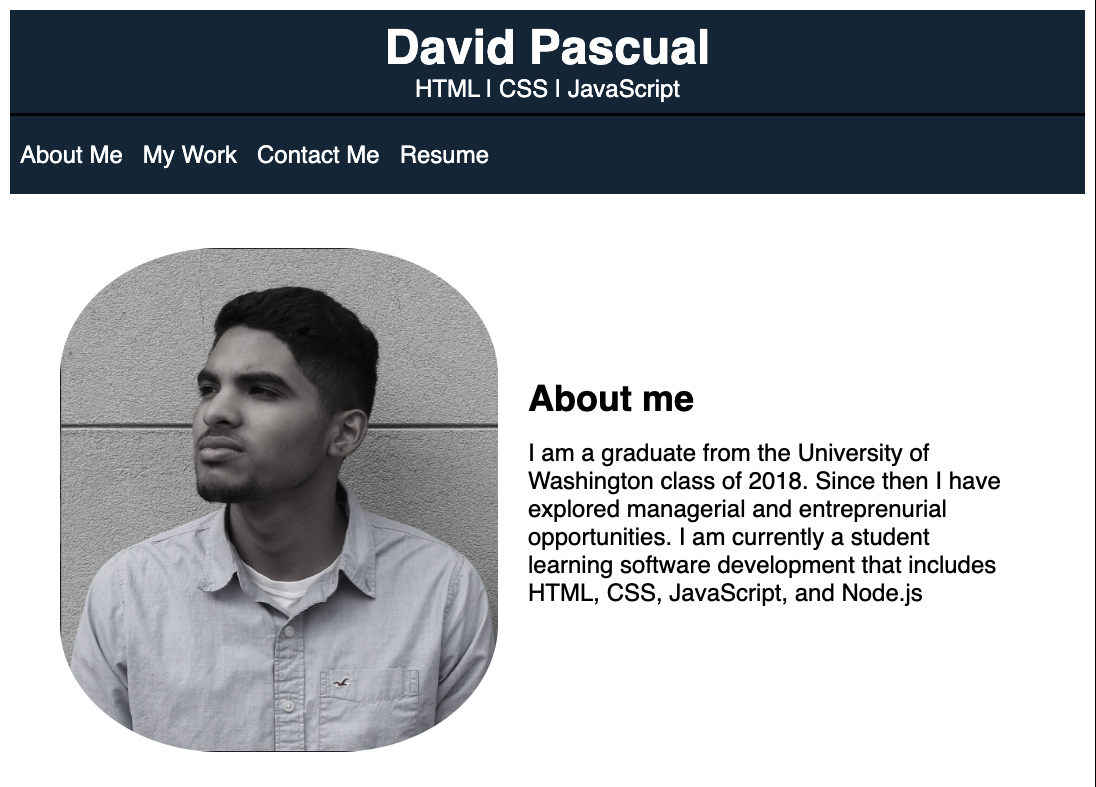 David Pascual
HTML | CSS | JavaScript
About Me My Work Contact Me Resume
About me
I am a graduate from the University of
Washington class of 2018. Since then I have
explored managerial and entreprenurial
opportunities. I am currently a student
learning software development that includes
HTML, CSS, JavaScript, and Node.js